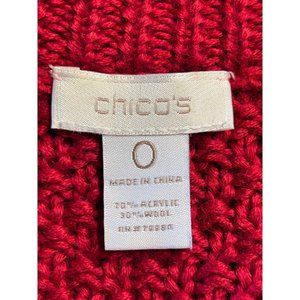 chico's
0
MADE IN CHINA
70% ACRYLIC
30% WOOL